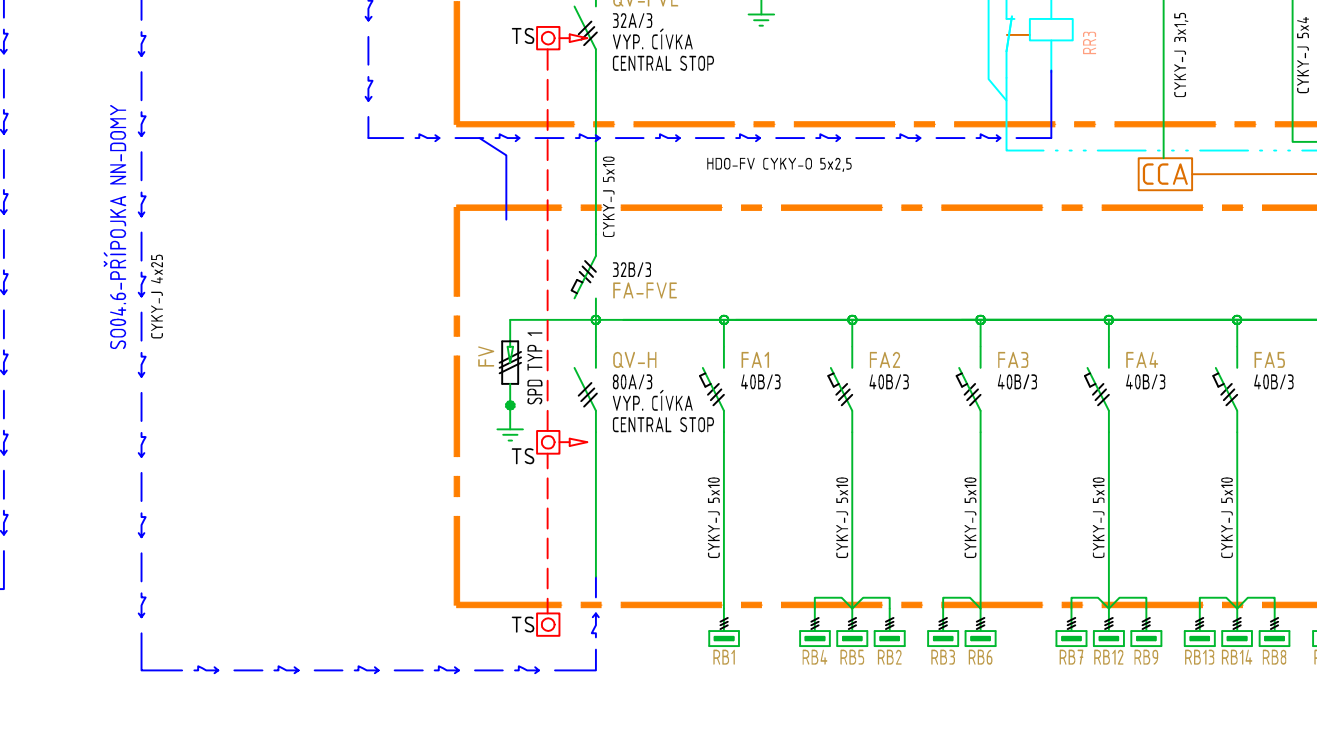 QV-FVE
32A/3
VYP. CÍVKA
CENTRAL STOP
TS
RR3
CYKY-J 3x1,5
CYKY-J 5x4
SO04.6-PŘÍPOJKA NN-DOMY
CYKY-J 4x25
HDO-FV CYKY-O 5x2,5
CCA
CYKY-J 5x10
32B/3
FA-FVE
FV
SPD TYP 1
QV-H
80A/3
VYP. CÍVKA
CENTRAL STOP
TS
FA1
40B/3
FA2
40B/3
FA3
40B/3
FA4
40B/3
FA5
40B/3
CYKY-J 5x10
CYKY-J 5x10
CYKY-J 5x10
CYKY-J 5x10
CYKY-J 5x10
TS
RB1
RB4
RB5
RB2
RB3
RB6
RB7
RB12
RB9
RB13
RB14
RB8